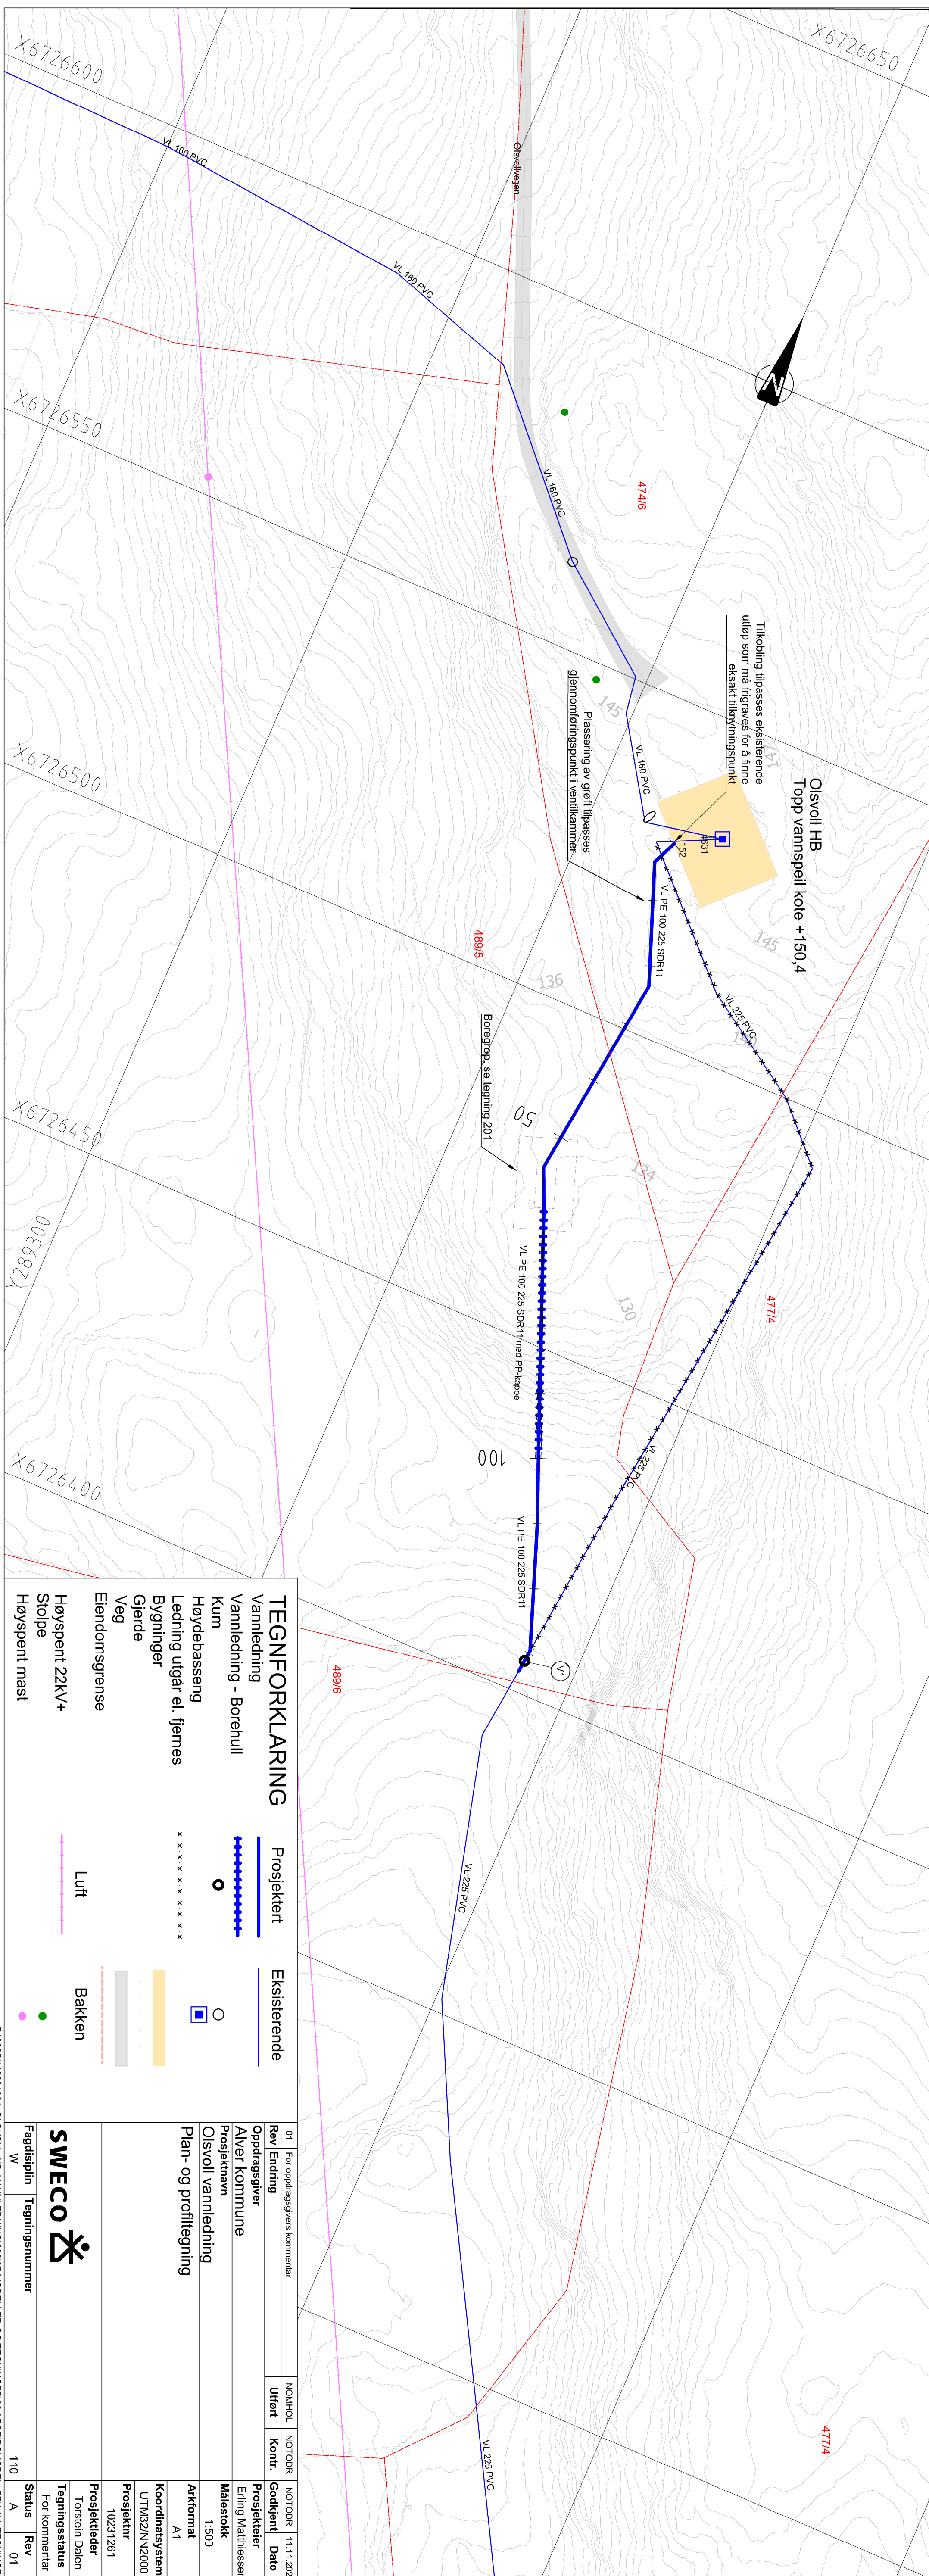 X6726600
X6726650
VL 160 PVC
Olsvollvegen
VL 160 PVC
N
X6726550
VL 160 PVC
474/6
Tilkobling tilpasses eksisterende
utløp som må frigraves for å finne
eksakt tilknytningspunkt
Plassering av grøft tilpasses
gjennomføringspunkt i ventilkammer
145
VL 160 PVC
Olsvoll HB
Topp vannspeil kote +150,4
X6726500
0
4631
152
VL PE 100 225 SDR11
145
VL 225 PVC
489/5
136
Boregrop, se tegning 201
50
134
X6726450
Y289300
VL PE 100 225 SDR11 med PP-kappe
130
477/4
100
VL 225 PVC
X6726400
VL PE 100 225 SDR11
V1
489/6
VL 225 PVC
477/4
VL 225 PVC
TEGNFORKLARING
Prosjektert
Eksisterende
Vannledning
Vannledning - Borehull
Kum
Høydebasseng
Ledning utgår el. fjernes
Bygninger
Gjerde
Veg
Eiendomsgrense
Luft
Bakken
Høyspent 22kV+
Stolpe
Høyspent mast
01 For oppdragsgivers kommentar NOMHOL NOTODR NOTODR
Rev Endring Utført Kontr. Godkjent Dato
Oppdragsgiver
Alver kommune
Prosjekteier
Prosjektnavn
Olsvoll vannledning
Plan- og profiltegning
Målestokk
1:500
Arkformat
A1
Koordinatsystem
UTM32/NN2000
Prosjektnr
10231261
Prosjektleder
Torstein Dalen
SWECO
Tegningsstatus
For kommentar
Fagdisiplin Tegningsnummer Status Rev
W 110 A 01